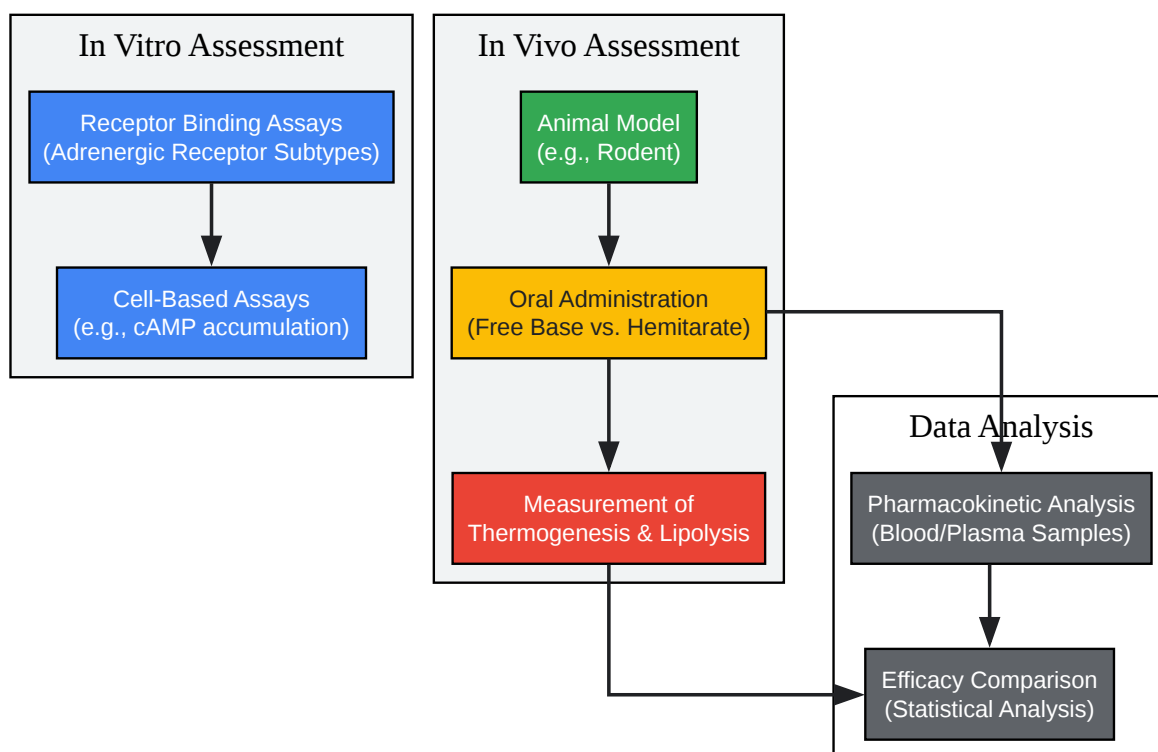 In Vitro Assessment
Receptor Binding Assays
(Adrenergic Receptor Subtypes)
Cell-Based Assays
(e.g., cAMP accumulation)
In Vivo Assessment
Animal Model
(e.g., Rodent)
Oral Administration
(Free Base vs. Hemitarate)
Measurement of
Thermogenesis & Lipolysis
Data Analysis
Pharmacokinetic Analysis
(Blood/Plasma Samples)
Efficacy Comparison
(Statistical Analysis)